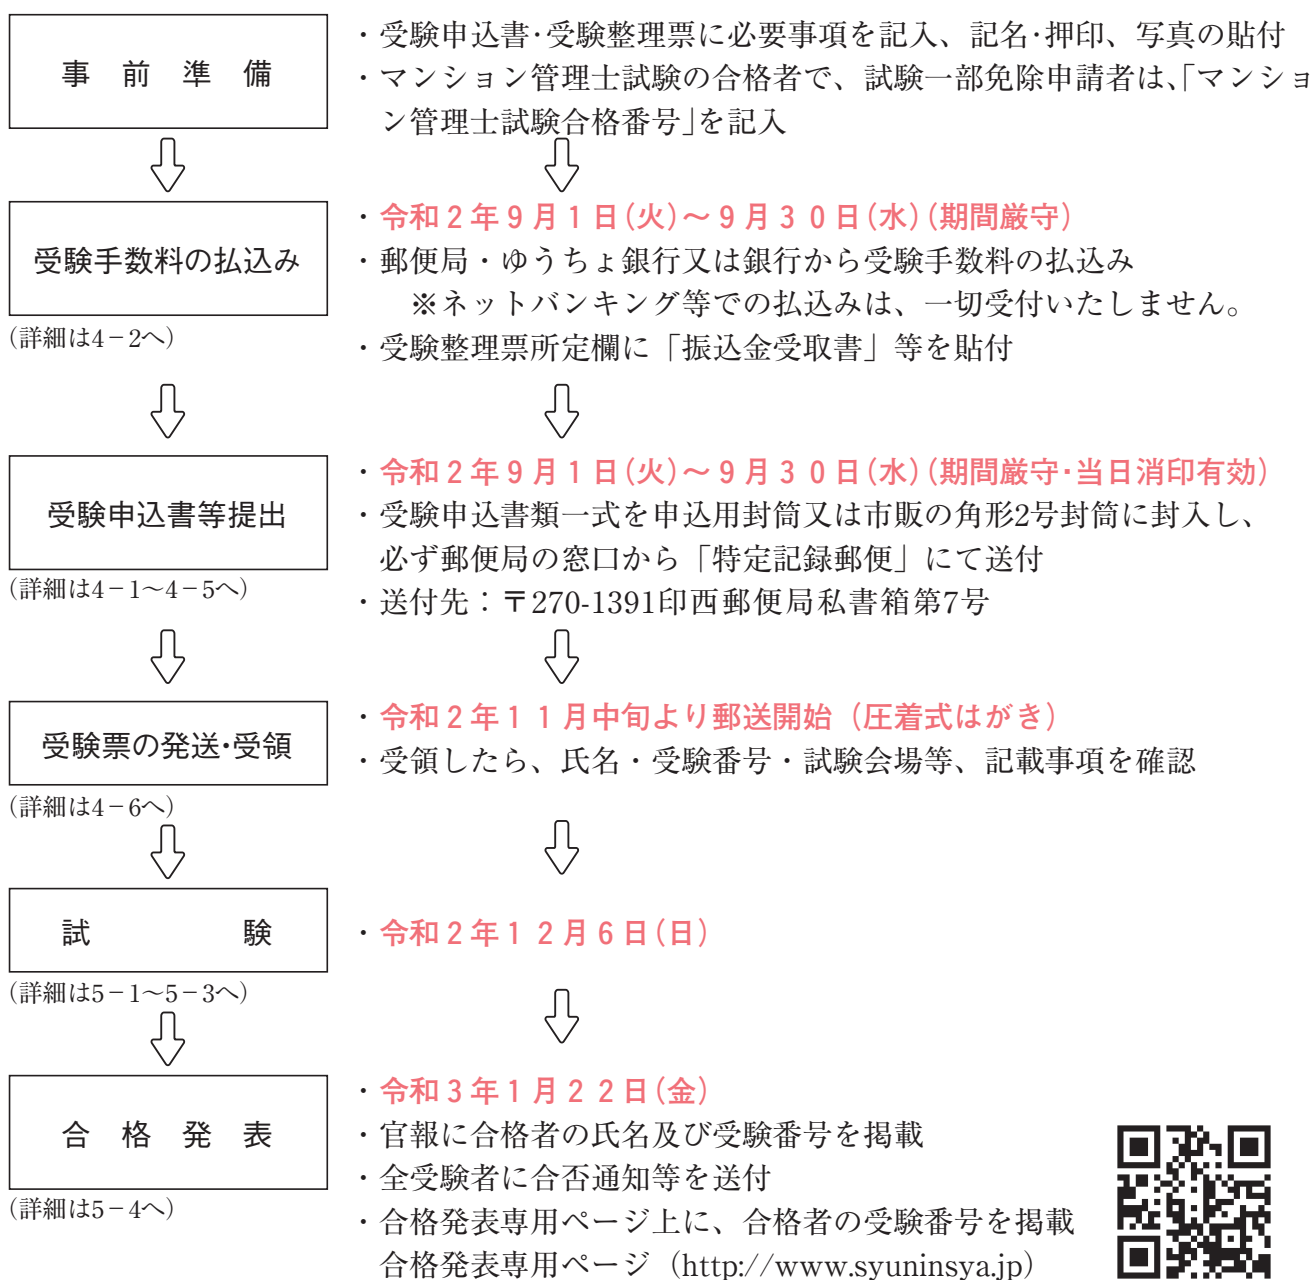 事前準備
・受験申込書・受験整理票に必要事項を記入、記名・押印、写真の貼付
・マンション管理士試験の合格者で、試験一部免除申請者は、「マンショ
ン管理士試験合格番号」を記入
受験手数料の払込み
(詳細は4－2へ)
・令和2年9月1日(火)～9月30日(水)(期間厳守)
・郵便局・ゆうちょ銀行又は銀行から受験手数料の払込み
※ネットバンキング等での払込みは、一切受付いたしません。
・受験整理票所定欄に「振込金受取書」等を貼付
受験申込書等提出
(詳細は4－1～4－5へ)
・令和2年9月1日(火)～9月30日(水)(期間厳守・当日消印有効)
・受験申込書類一式を申込用封筒又は市販の角形2号封筒に封入し、
必ず郵便局の窓口から「特定記録郵便」にて送付
・送付先：〒270-1391印西郵便局私書箱第7号
受験票の発送・受領
(詳細は4－6へ)
・令和2年11月中旬より郵送開始（圧着式はがき）
・受領したら、氏名・受験番号・試験会場等、記載事項を確認
試験
(詳細は5－1～5－3へ)
・令和2年12月6日(日)
合格発表
(詳細は5－4へ)
・令和3年1月22日(金)
・官報に合格者の氏名及び受験番号を掲載
・全受験者に合否通知等を送付
・合格発表専用ページ上に、合格者の受験番号を掲載
合格発表専用ページ（http://www.syuninsya.jp）